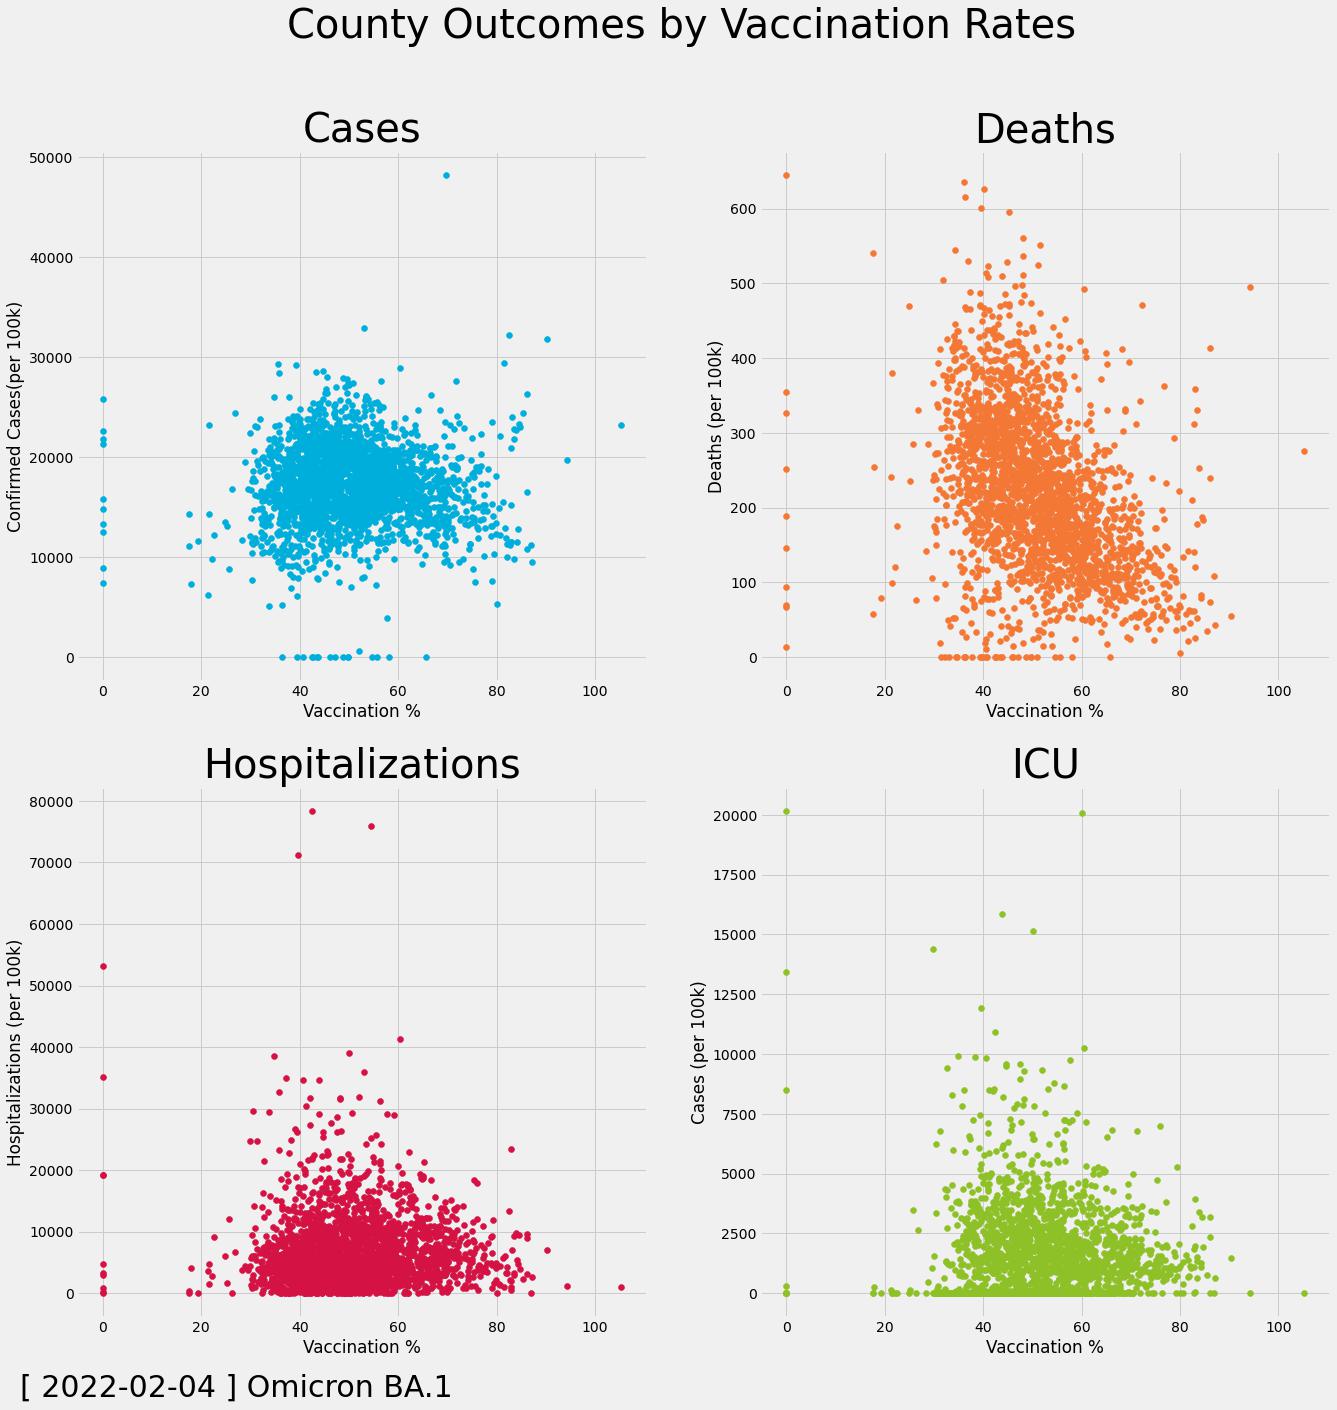 County Outcomes by Vaccination Rates
Cases
Confirmed Cases(per 100k)
50000
40000
30000
20000
10000
0
0 20 40 60 80 100
Vaccination %
Deaths
Deaths (per 100k)
600
500
400
300
200
100
0
0 20 40 60 80 100
Vaccination %
Hospitalizations
Hospitalizations (per 100k)
80000
70000
60000
50000
40000
30000
20000
10000
0
0 20 40 60 80 100
Vaccination %
ICU
Cases (per 100k)
20000
17500
15000
12500
10000
7500
5000
2500
0
0 20 40 60 80 100
Vaccination %
[ 2022-02-04 ] Omicron BA.1